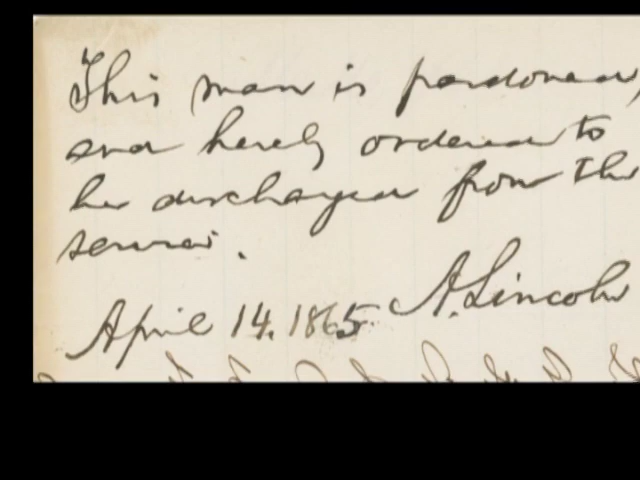 This man is pardoned,
and hereby ordered to
be discharged from the
service.
A. Lincoln
April 14. 1865